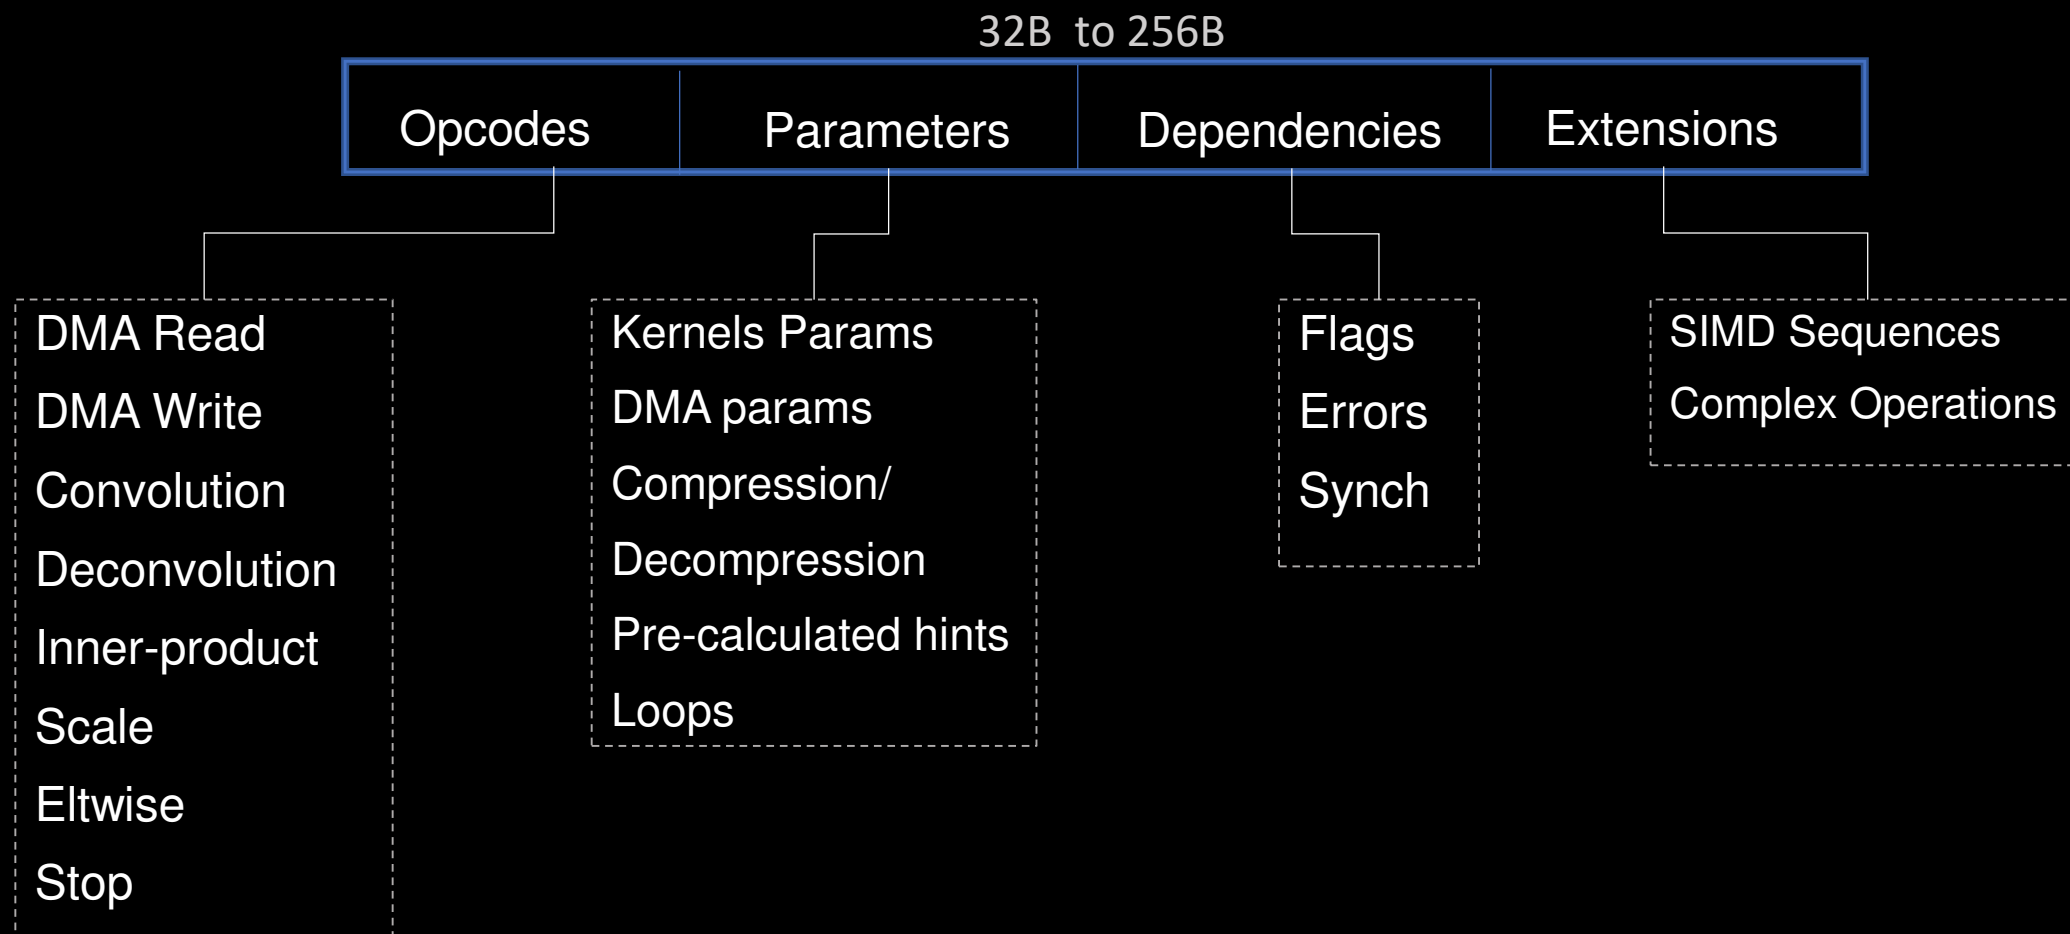 32B to 256B
Opcodes
Parameters
Dependencies
Extensions
DMA Read
DMA Write
Convolution
Deconvolution
Inner-product
Scale
Eltwise
Stop
Kernels Params
DMA params
Compression/
Decompression
Pre-calculated hints
Loops
Flags
Errors
Synch
SIMD Sequences
Complex Operations